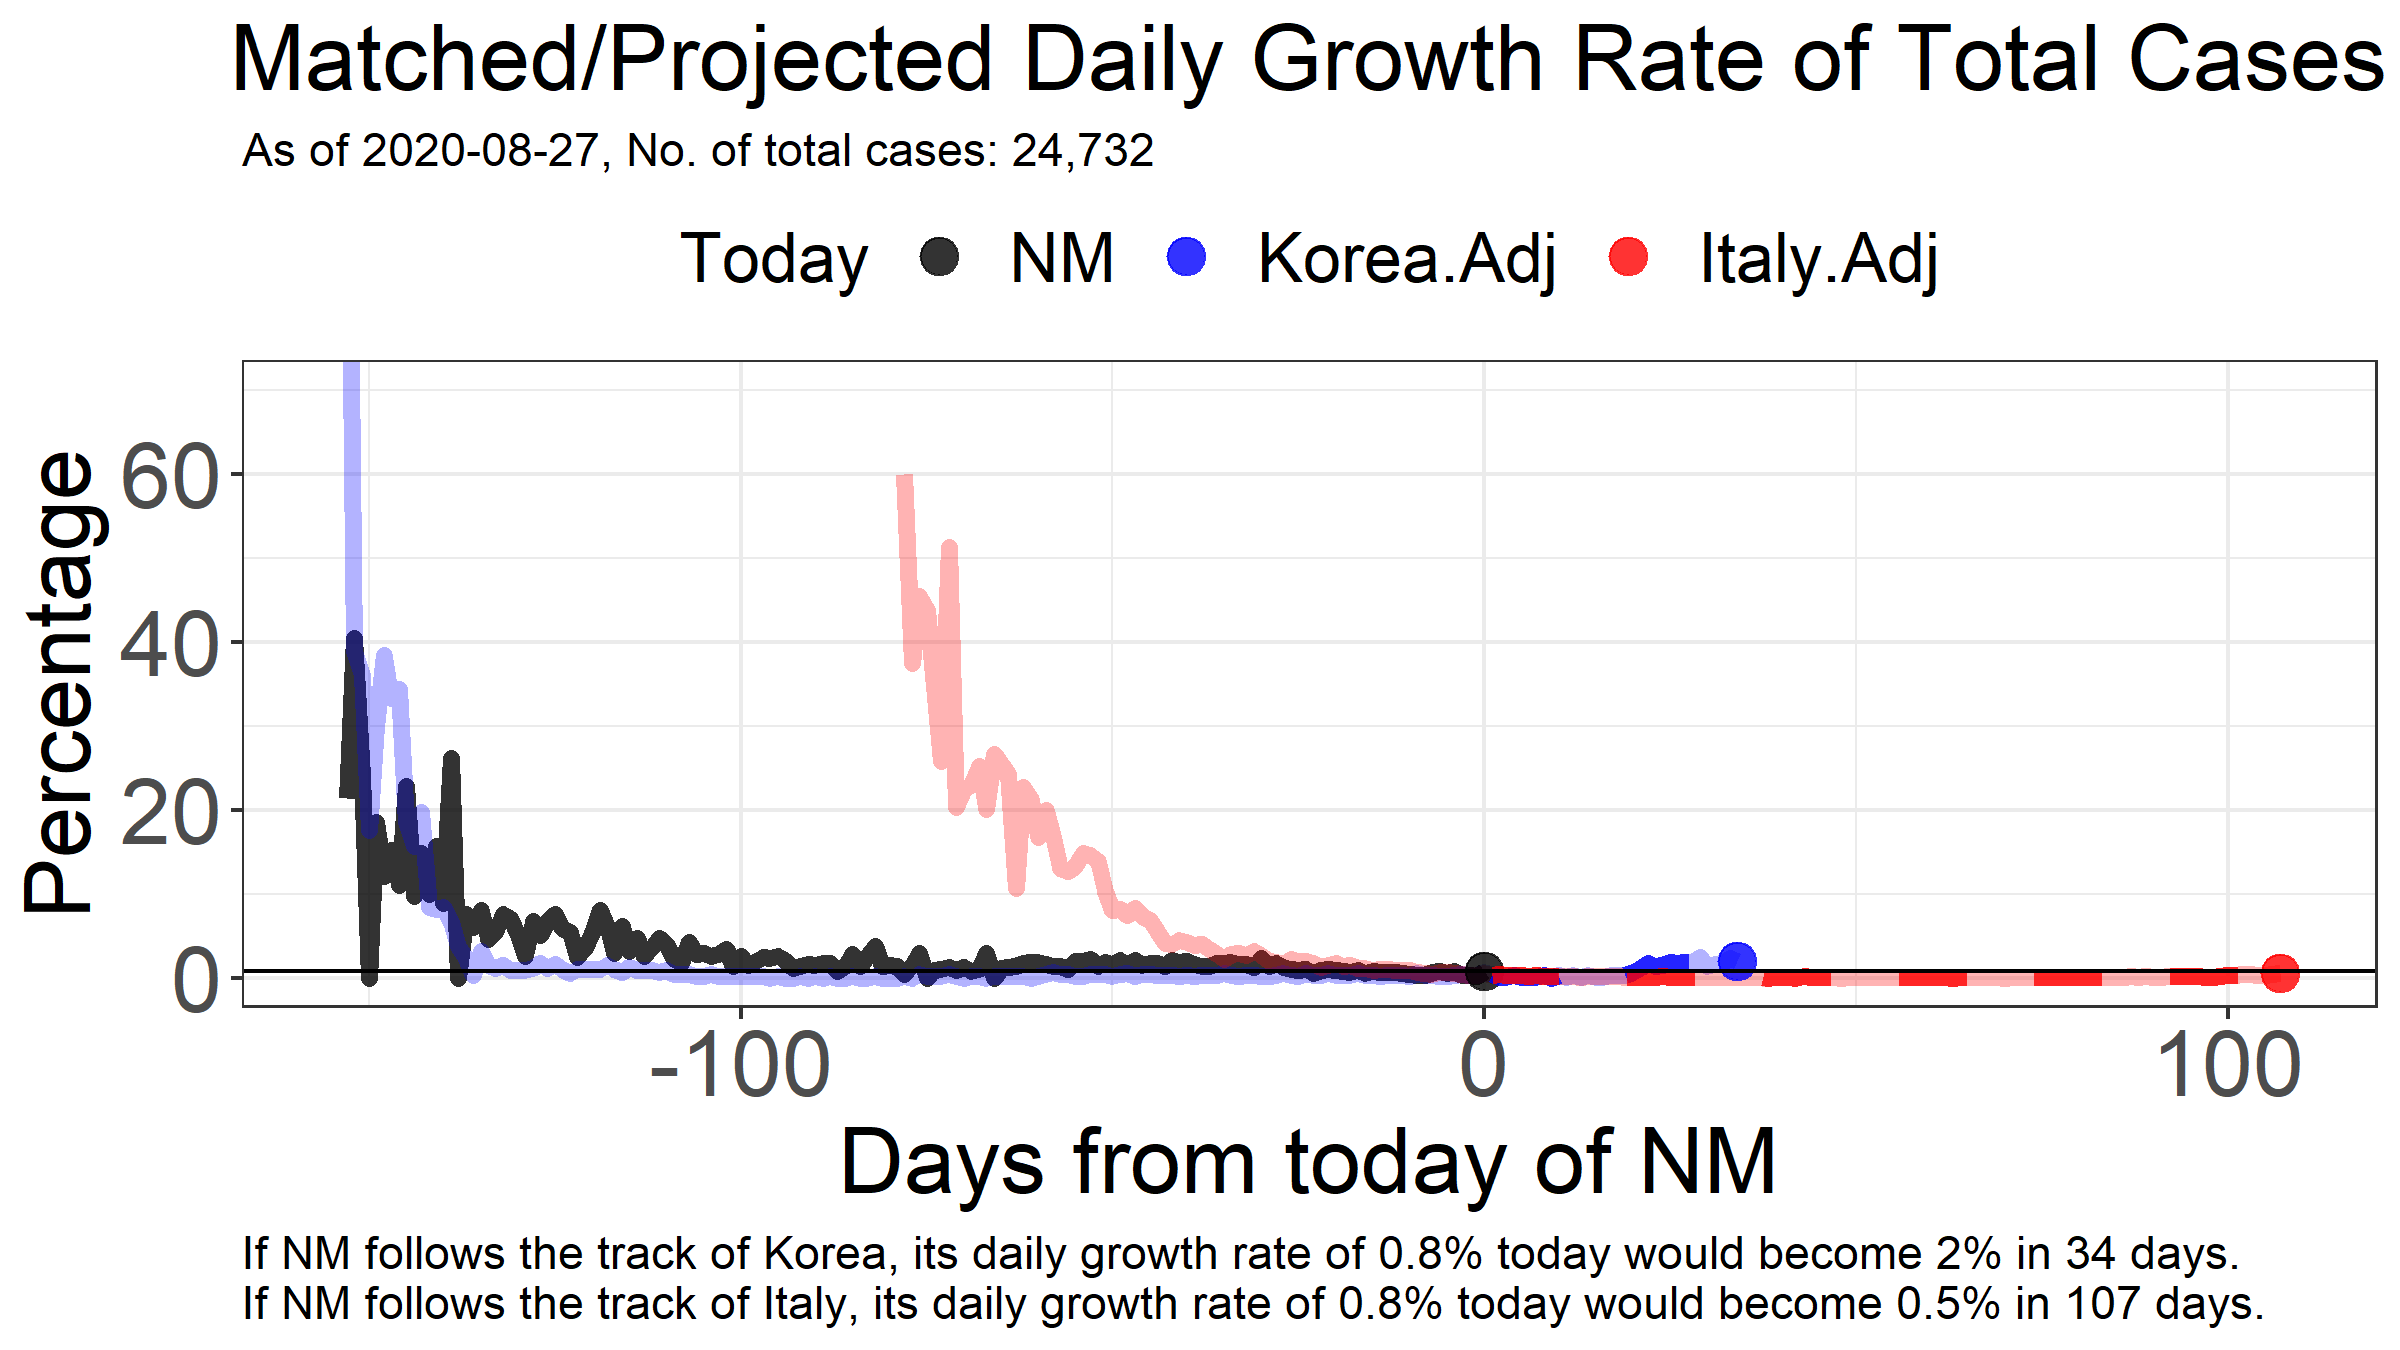 Matched/Projected Daily Growth Rate of Total Cases
As of 2020-08-27, No. of total cases: 24,732
Today NM Korea.Adj Italy.Adj
Percentage
60
40
20
0
-100 0 100
Days from today of NM
If NM follows the track of Korea, its daily growth rate of 0.8% today would become 2% in 34 days.
If NM follows the track of Italy, its daily growth rate of 0.8% today would become 0.5% in 107 days.